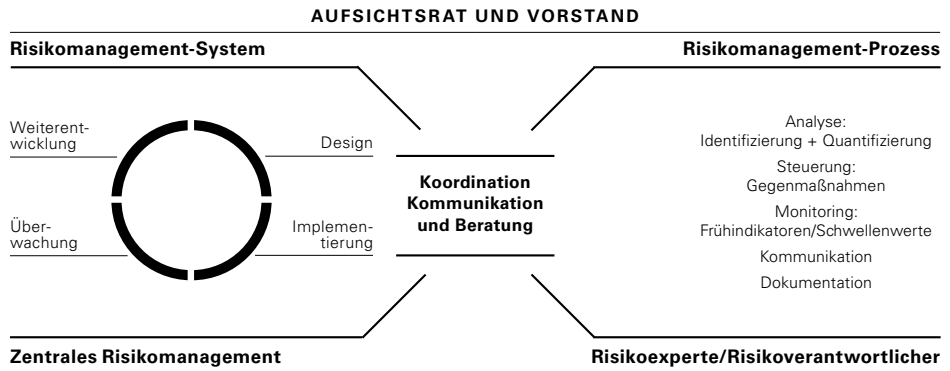 AUFSICHTSRAT UND VORSTAND
Risikomanagement-System
Risikomanagement-Prozess
Weiterent-
wicklung
Design
Über-
wachung
Implemen-
tierung
Koordination
Kommunikation
und Beratung
Analyse:
Identifizierung + Quantifizierung
Steuerung:
Gegenmaßnahmen
Monitoring:
Frühindikatoren/Schwellenwerte
Kommunikation
Dokumentation
Zentrales Risikomanagement
Risikoexperte/Risikoverantwortlicher